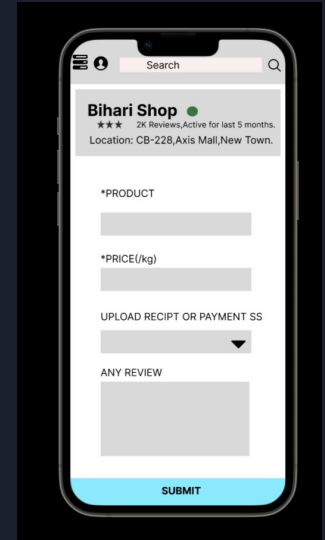 Search
Bihari Shop
2K Reviews,Active for last 5 months.
Location: CB-228,Axis Mall,New Town.
*PRODUCT
*PRICE(/kg)
UPLOAD RECIPT OR PAYMENT SS
ANY REVIEW
SUBMIT